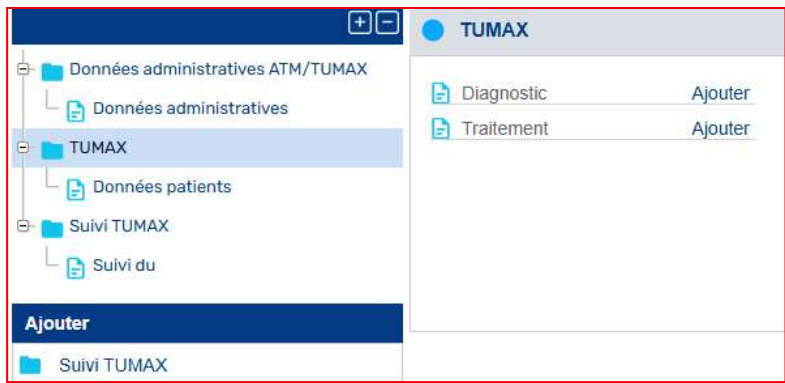 Données administratives ATM/TUMAX
Données administratives
TUMAX
Données patients
Suivi TUMAX
Suivi du
Ajouter
Suivi TUMAX
TUMAX
Diagnostic Ajouter
Traitement Ajouter